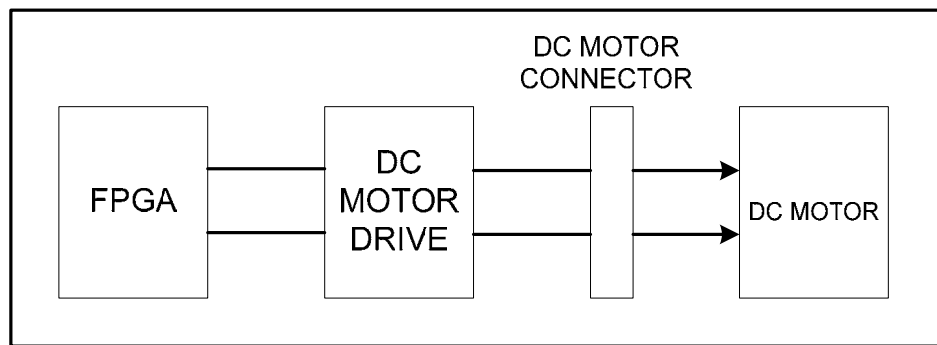 DC MOTOR
CONNECTOR
FPGA
DC
MOTOR
DRIVE
DC MOTOR